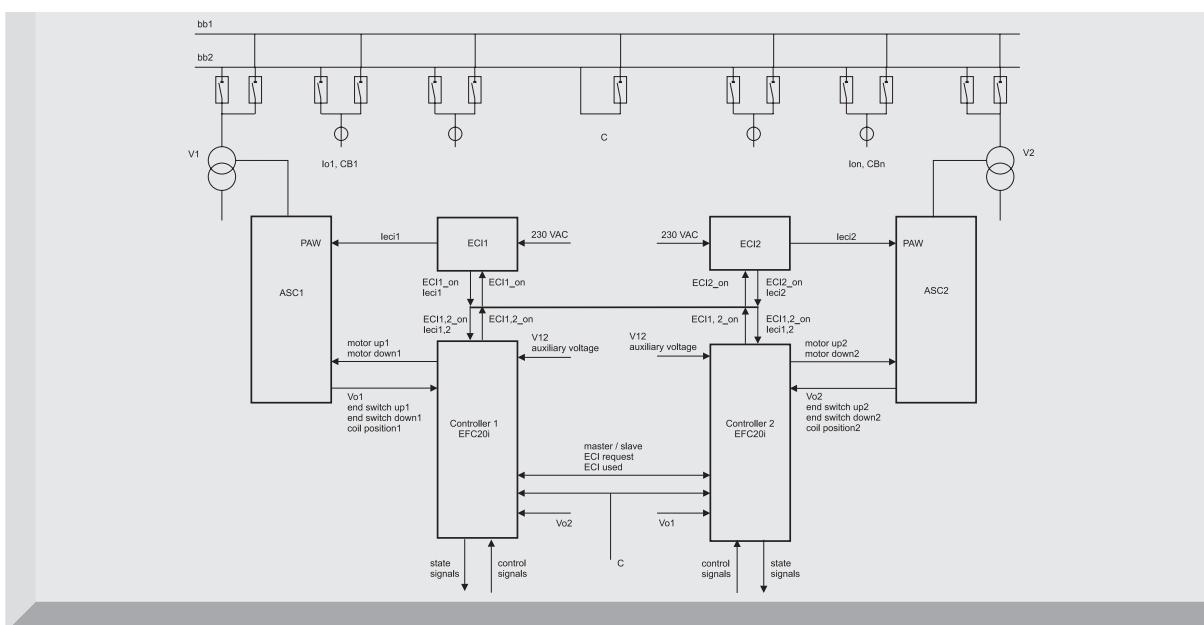 bb1
bb2
C
V1
V2
Io1, CB1
Ion, CBn
PAW
Ieci1
ECI1
230 VAC
230 VAC
ECI2
Ieci2
PAW
ASC1
ECI1_on
Ieci1
ECI1_on
ECI2_on
ECI2_on
Ieci2
ASC2
ECI1,2_on
Ieci1,2
ECI1,2_on
ECI1, 2_on
ECI1,2_on
Ieci1,2
V12
auxiliary voltage
V12
auxiliary voltage
motor up1
motor down1
motor up2
motor down2
Vo1
end switch up1
end switch down1
coil position1
Vo2
end switch up2
end switch down2
coil position2
Controller 1
EFC20i
Controller 2
EFC20i
master / slave
ECI request
ECI used
Vo2
Vo1
C
state
signals
control
signals
control
signals
state
signals